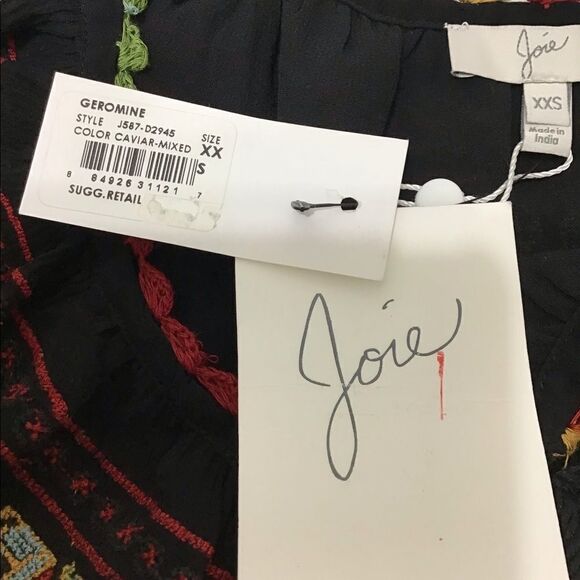 GEROMINE
STYLE J587-D2945
SIZE
COLOR CAVIAR-MIXED
XX
S
8 84926 31121 7
SUGG.RETAIL
Joie
XXS
Made in
India
Joie